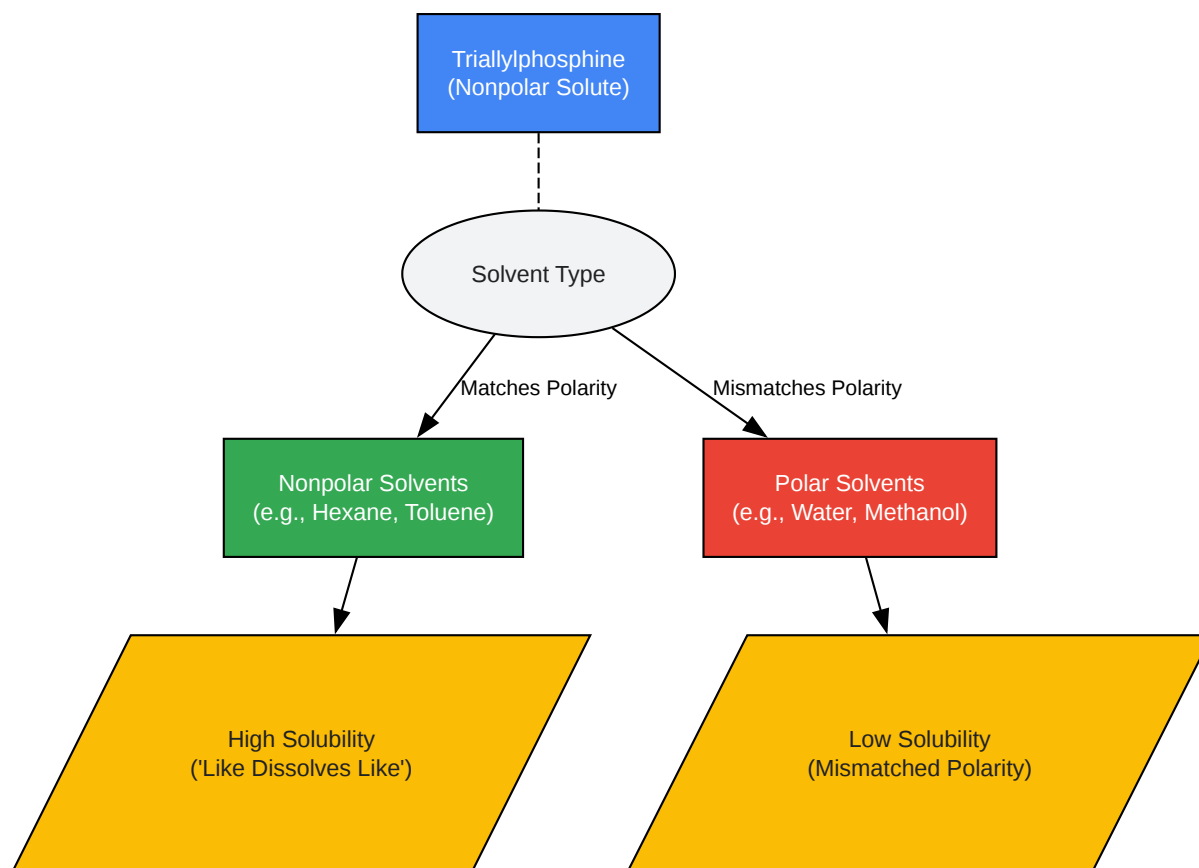 Triallylphosphine
(Nonpolar Solute)
Solvent Type
Matches Polarity
Mismatches Polarity
Nonpolar Solvents
(e.g., Hexane, Toluene)
Polar Solvents
(e.g., Water, Methanol)
High Solubility
('Like Dissolves Like')
Low Solubility
(Mismatched Polarity)